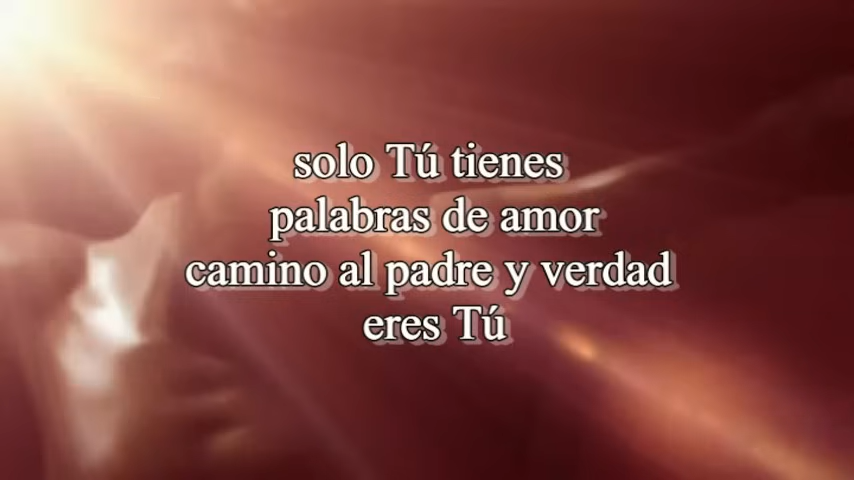 solo Tú tienes
palabras de amor
camino al padre y verdad
eres Tú